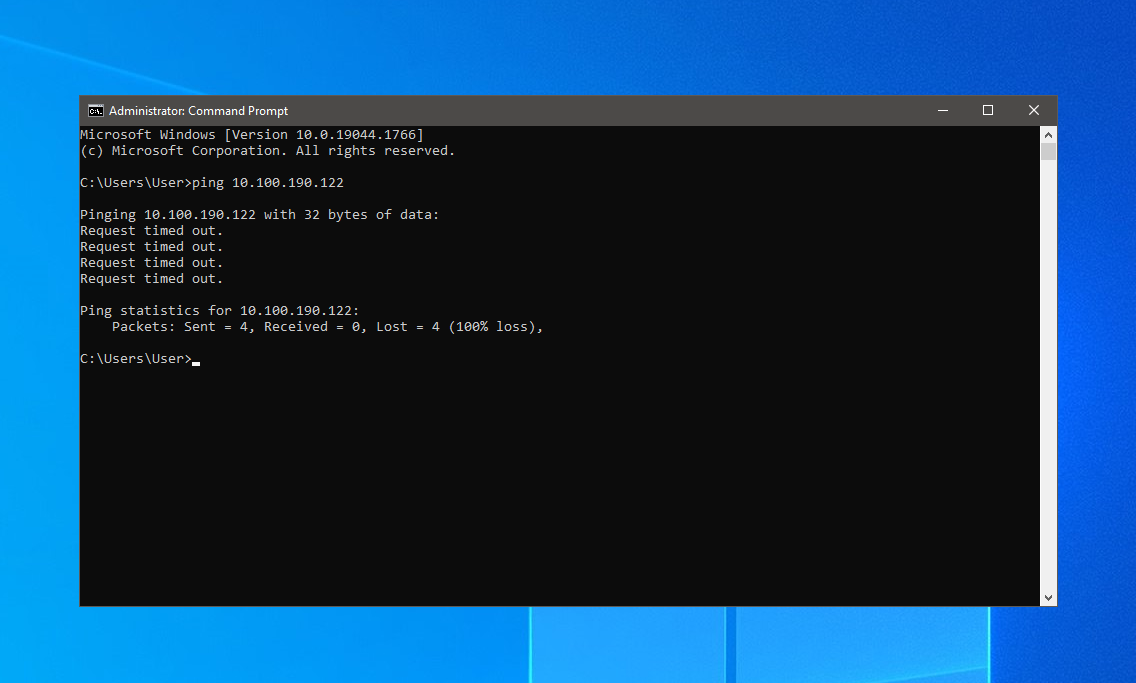 Administrator: Command Prompt
Microsoft Windows [Version 10.0.19044.1766]
(c) Microsoft Corporation. All rights reserved.
C:\Users\User>ping 10.100.190.122
Pinging 10.100.190.122 with 32 bytes of data:
Request timed out.
Request timed out.
Request timed out.
Request timed out.
Ping statistics for 10.100.190.122:
    Packets: Sent = 4, Received = 0, Lost = 4 (100% loss),
C:\Users\User>